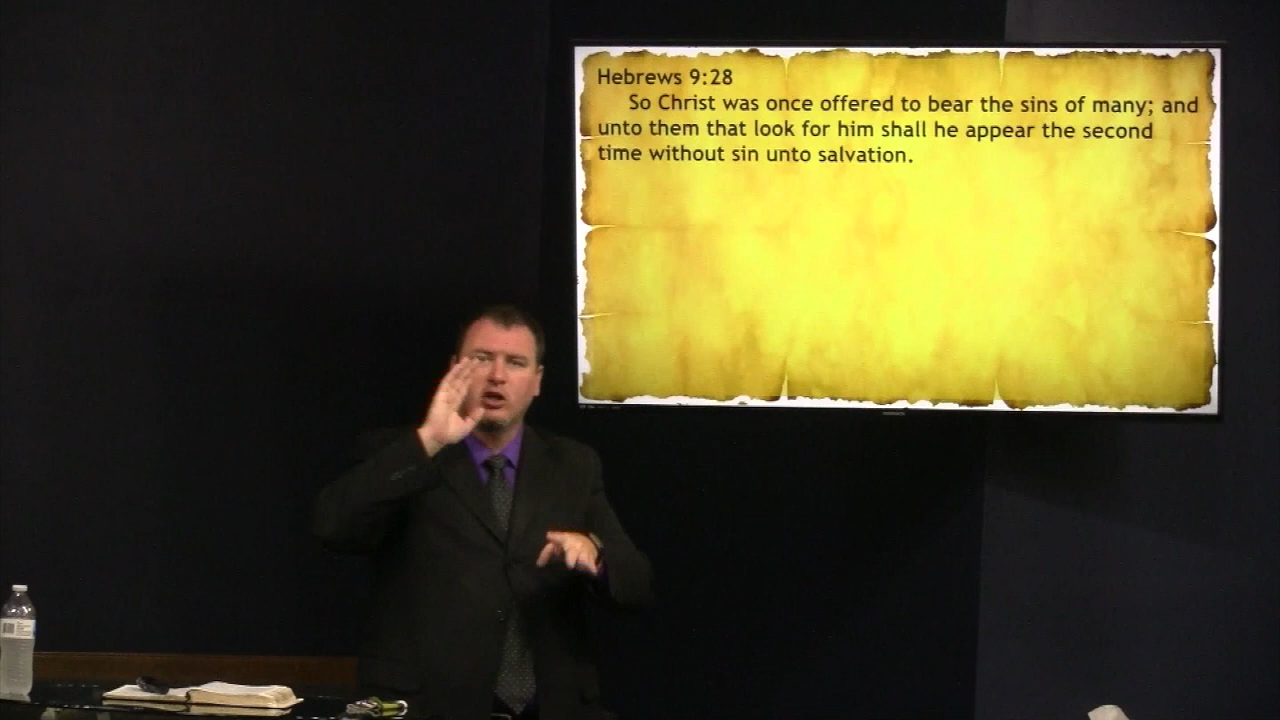 Hebrews 9:28
So Christ was once offered to bear the sins of many; and
unto them that look for him shall he appear the second
time without sin unto salvation.